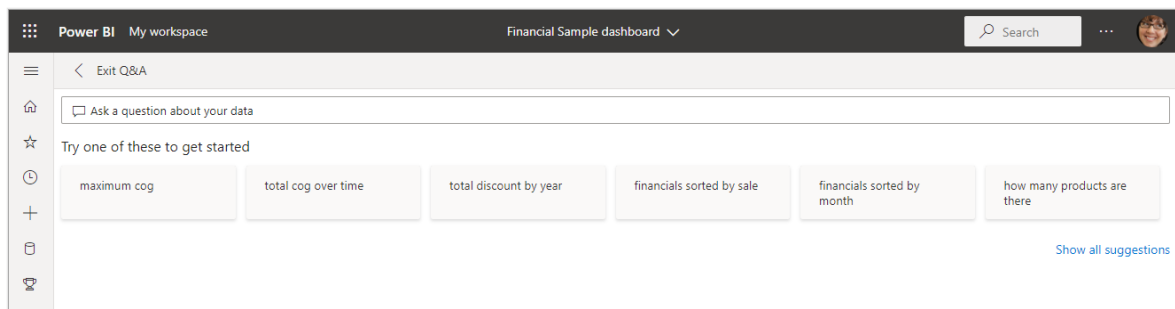 Power BI My workspace Financial Sample dashboard Search ...
Exit Q&A
Ask a question about your data
Try one of these to get started
maximum cog
total cog over time
total discount by year
financials sorted by sale
financials sorted by
month
how many products are
there
Show all suggestions